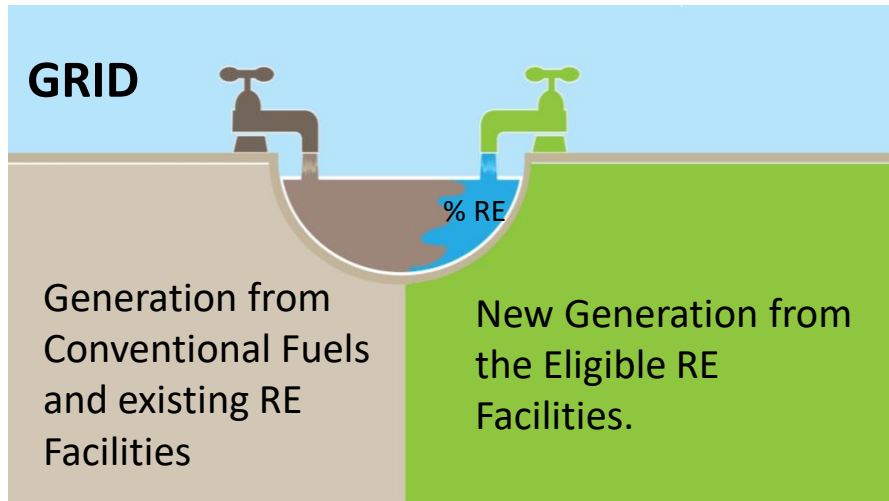 GRID
% RE
Generation from
Conventional Fuels
and existing RE
Facilities
New Generation from
the Eligible RE
Facilities.